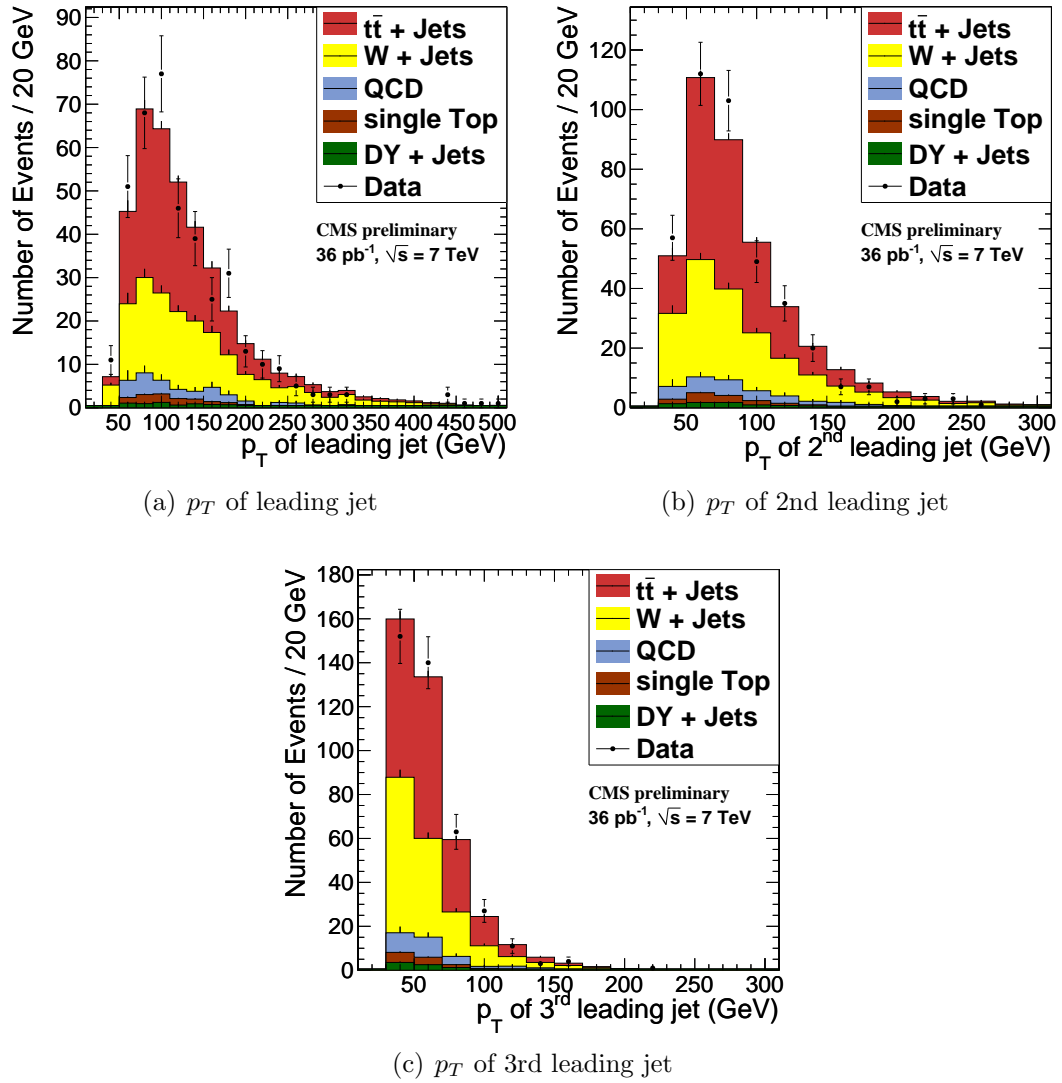 Number of Events / 20 GeV
90
80
70
60
50
40
30
20
10
0
tt̄ + Jets
W + Jets
QCD
single Top
DY + Jets
Data
CMS preliminary
36 pb⁻¹, √s = 7 TeV
50 100 150 200 250 300 350 400 450 500
p_T of leading jet (GeV)
(a) p_T of leading jet
Number of Events / 20 GeV
120
100
80
60
40
20
0
tt̄ + Jets
W + Jets
QCD
single Top
DY + Jets
Data
CMS preliminary
36 pb⁻¹, √s = 7 TeV
50 100 150 200 250 300
p_T of 2nd leading jet (GeV)
(b) p_T of 2nd leading jet
Number of Events / 20 GeV
180
160
140
120
100
80
60
40
20
0
tt̄ + Jets
W + Jets
QCD
single Top
DY + Jets
Data
CMS preliminary
36 pb⁻¹, √s = 7 TeV
50 100 150 200 250 300
p_T of 3rd leading jet (GeV)
(c) p_T of 3rd leading jet